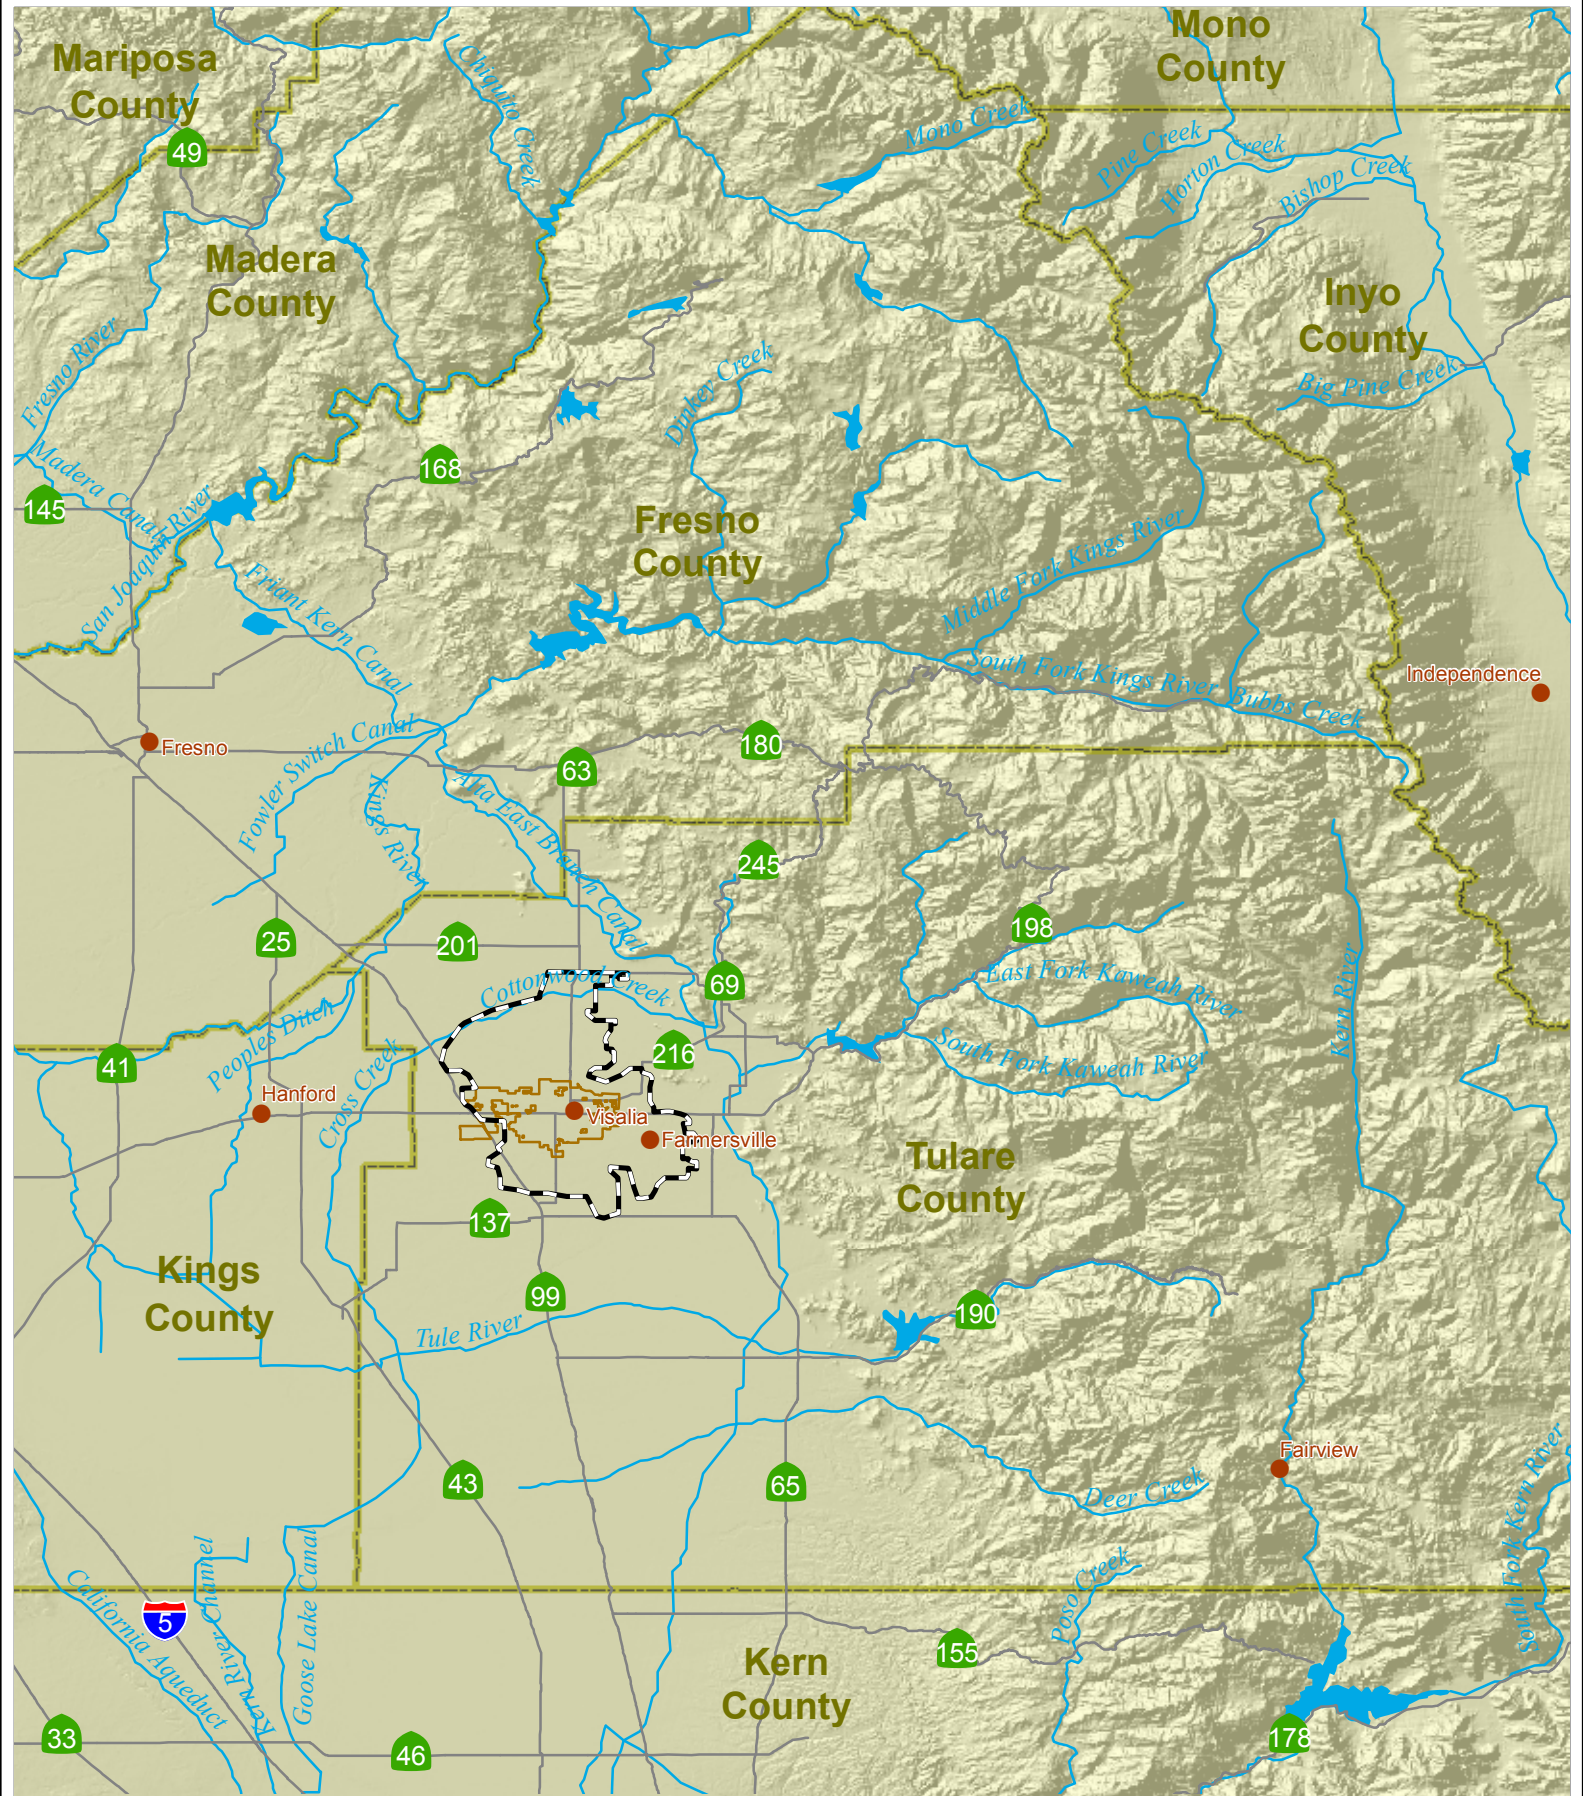 Mono
County
Mariposa
County
Chiquito Creek
Mono Creek
49
Pine Creek
Horton Creek
Bishop Creek
Madera
County
Inyo
County
Fresno River
Dinkey Creek
Big Pine Creek
Madera Canal
168
145
San Joaquin River
Fresno
County
Middle Fork Kings River
Friant Kern Canal
South Fork Kings River
Bubbs Creek
Independence
Fresno
Fowler Switch Canal
180
63
Kings River
Alta East Branch Canal
245
25
201
198
Kern River
Cottonwood Creek
69
East Fork Kaweah River
Peoples Ditch
41
216
South Fork Kaweah River
Hanford
Cross Creek
Visalia
Farmersville
Tulare
County
137
Kings
County
99
190
Tule River
Fairview
43
65
Deer Creek
South Fork Kern River
California Aqueduct
5
Kern River Channel
Goose Lake Canal
Poso Creek
155
Kern
County
33
46
178